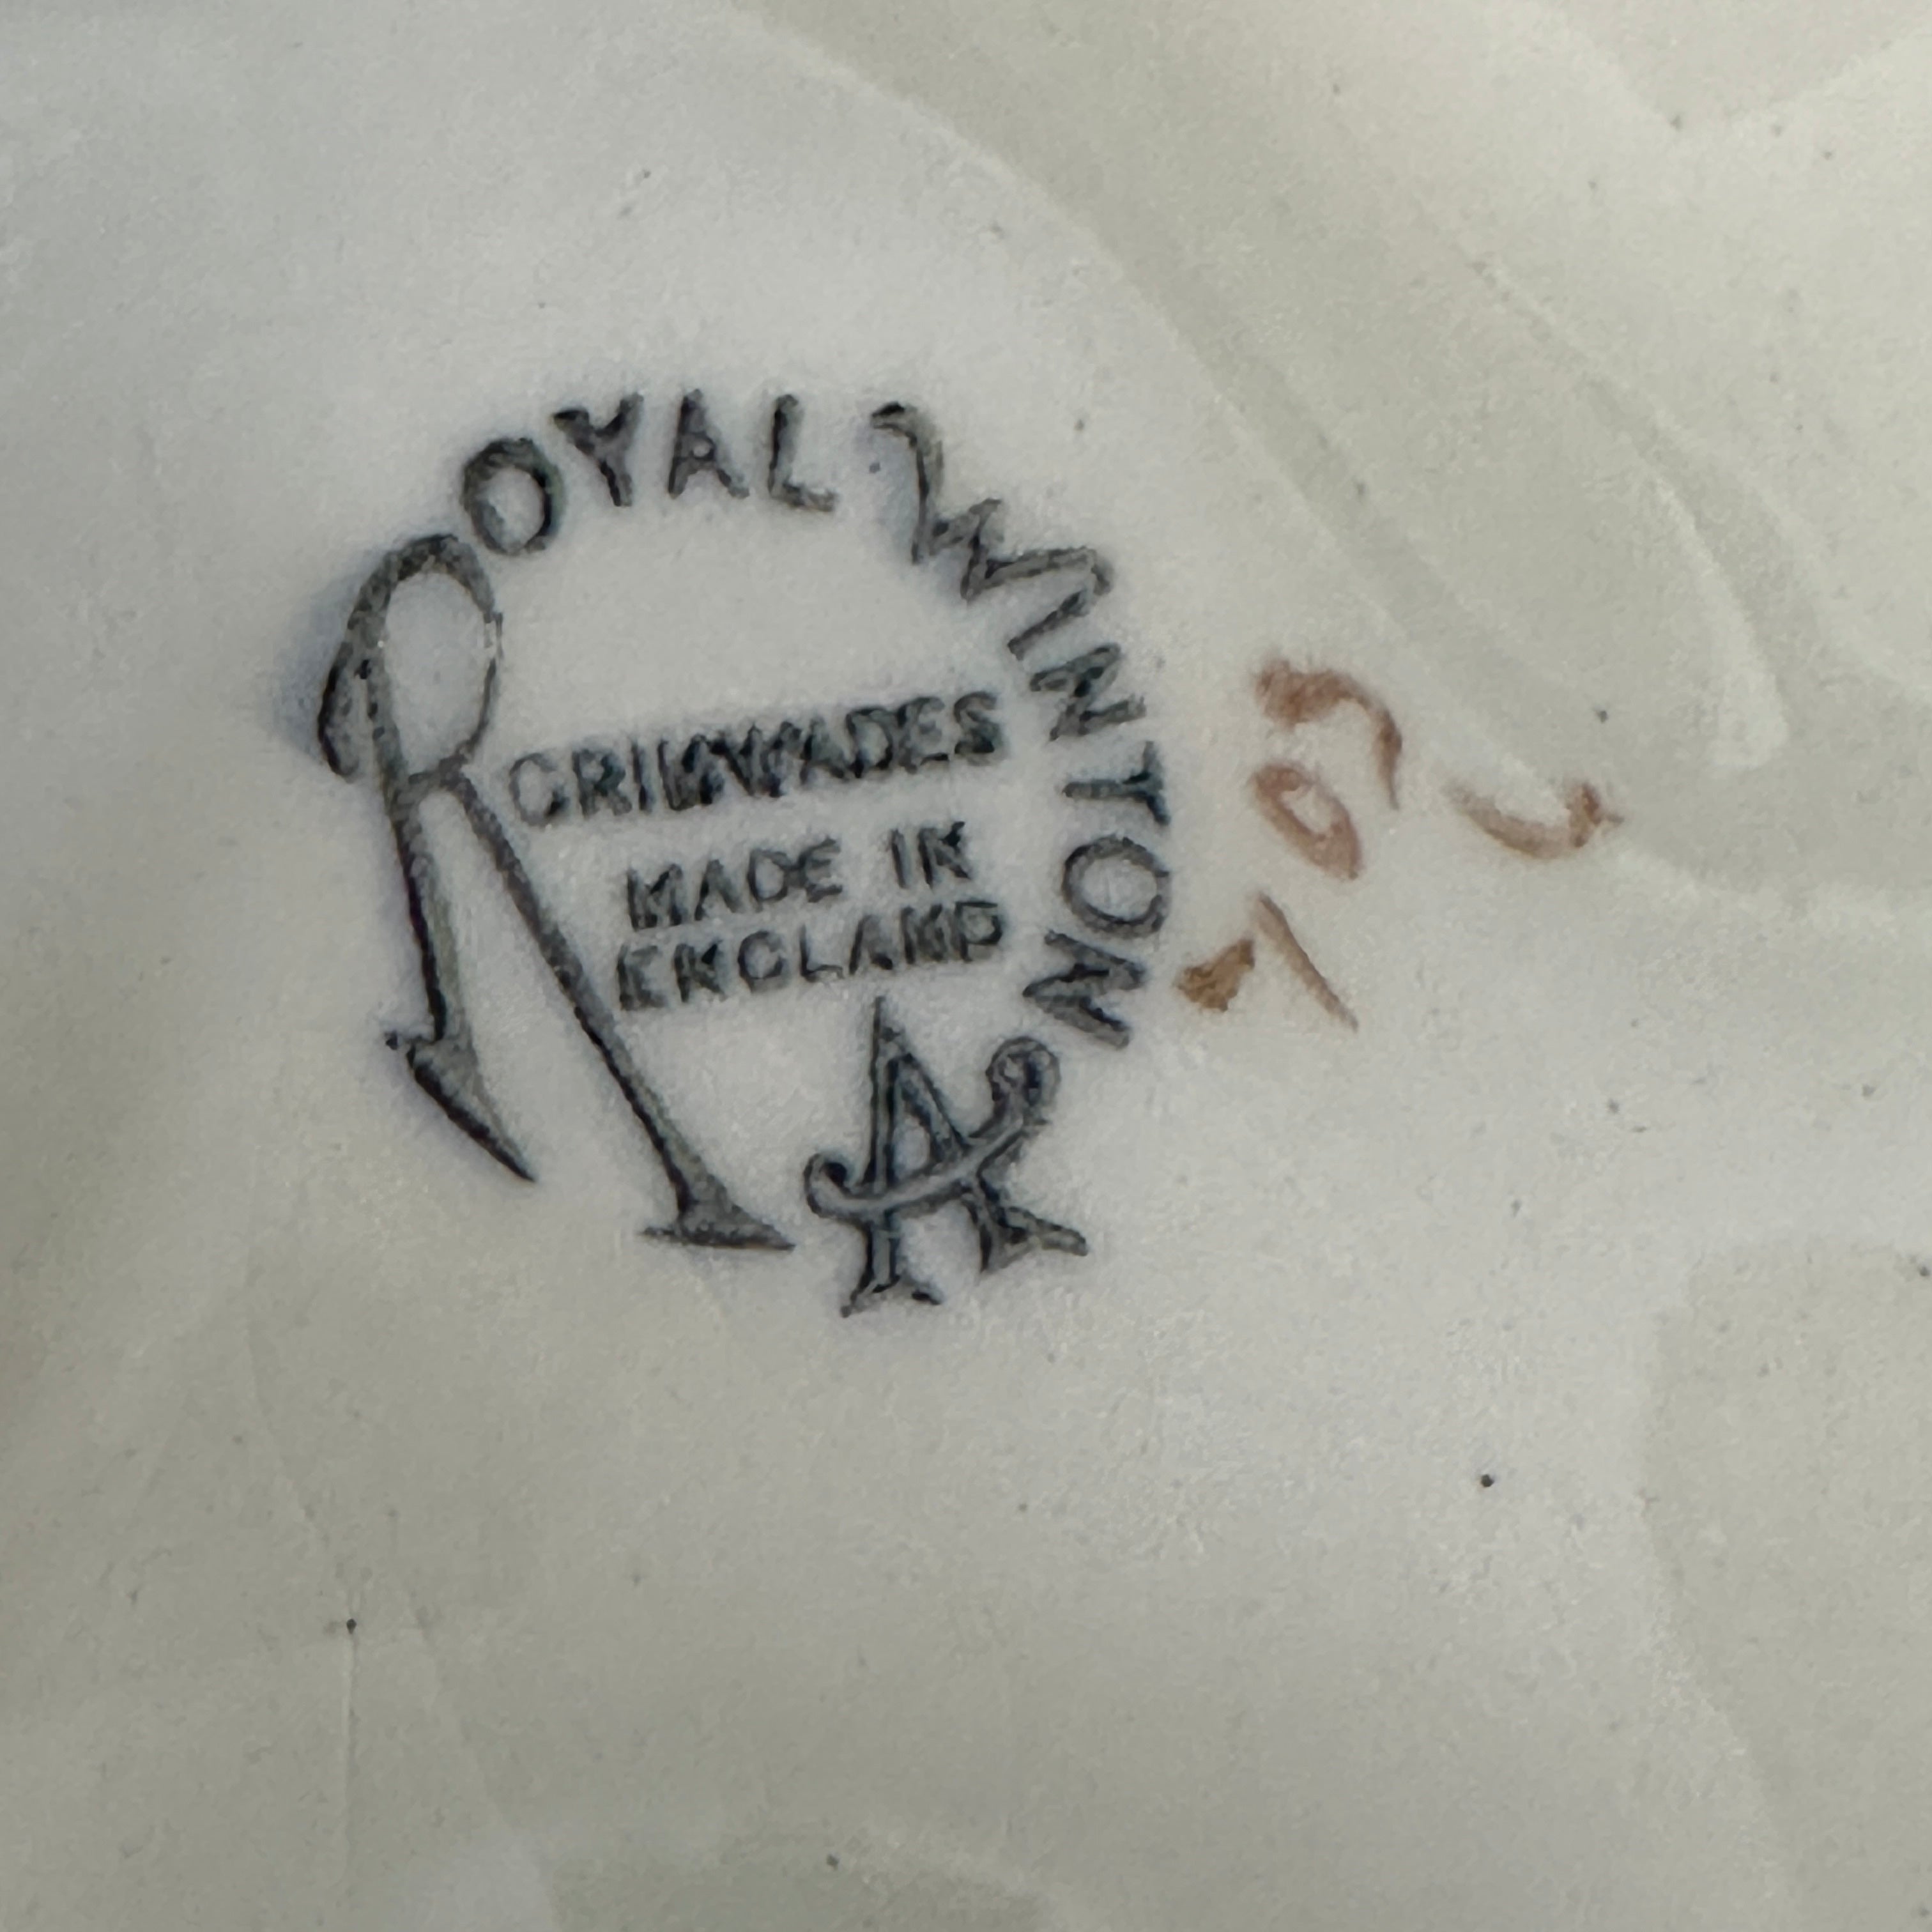 ROYAL WINTON
GRIMWADES
MADE IN
ENGLAND
A